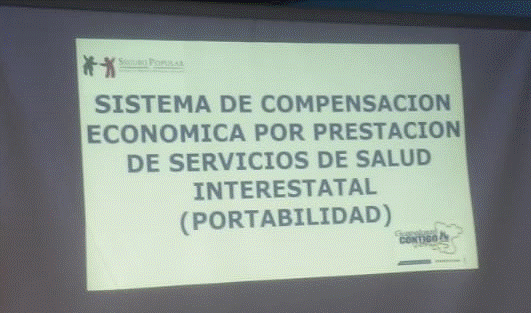 SEGURO POPULAR
SISTEMA DE COMPENSACION
ECONOMICA POR PRESTACION
DE SERVICIOS DE SALUD
INTERESTATAL
(PORTABILIDAD)
CONTIGO